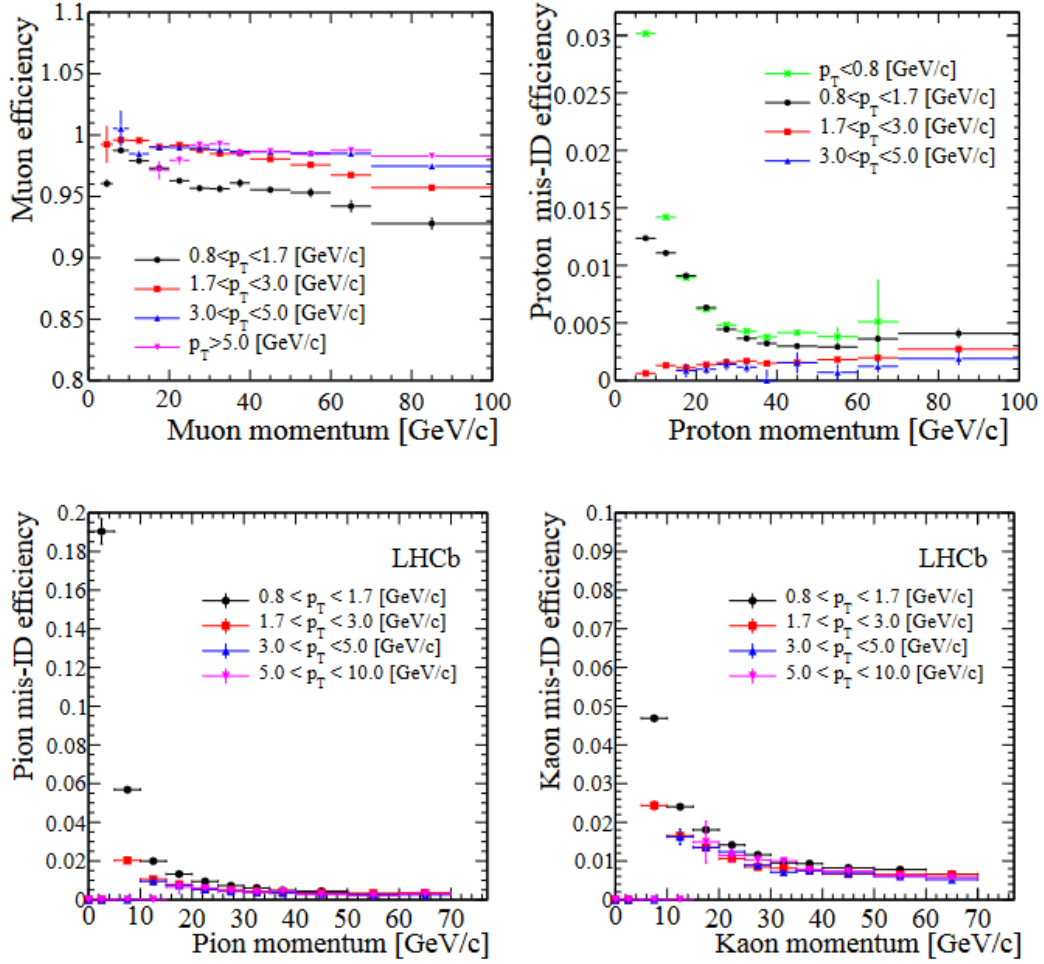 Muon efficiency
1.1
1.05
1
0.95
0.9
0.85
0.8
0.8<pT<1.7 [GeV/c]
1.7<pT<3.0 [GeV/c]
3.0<pT<5.0 [GeV/c]
pT>5.0 [GeV/c]
0 20 40 60 80 100
Muon momentum [GeV/c]
Proton mis-ID efficiency
0.03
0.025
0.02
0.015
0.01
0.005
0
pT<0.8 [GeV/c]
0.8<pT<1.7 [GeV/c]
1.7<pT<3.0 [GeV/c]
3.0<pT<5.0 [GeV/c]
0 20 40 60 80 100
Proton momentum [GeV/c]
Pion mis-ID efficiency
0.2
0.18
0.16
0.14
0.12
0.1
0.08
0.06
0.04
0.02
0
LHCb
0.8 < pT < 1.7 [GeV/c]
1.7 < pT < 3.0 [GeV/c]
3.0 < pT <5.0 [GeV/c]
5.0 < pT < 10.0 [GeV/c]
0 10 20 30 40 50 60 70
Pion momentum [GeV/c]
Kaon mis-ID efficiency
0.1
0.09
0.08
0.07
0.06
0.05
0.04
0.03
0.02
0.01
0
LHCb
0.8 < pT < 1.7 [GeV/c]
1.7 < pT < 3.0 [GeV/c]
3.0 < pT <5.0 [GeV/c]
5.0 < pT < 10.0 [GeV/c]
0 10 20 30 40 50 60 70
Kaon momentum [GeV/c]